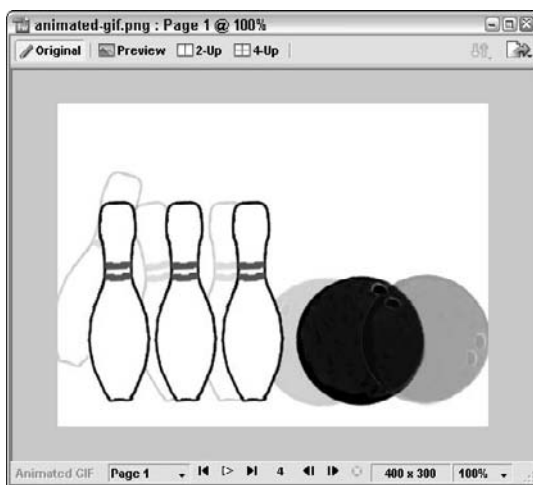 animated-gif.png : Page 1 @ 100%
Original Preview 2-Up 4-Up
Animated GIF Page 1 4 400 x 300 100%